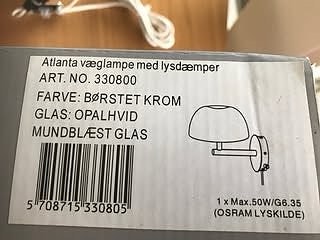 Atlanta væglampe med lysdæmper
ART. NO. 330800
FARVE: BØRSTET KROM
GLAS: OPALHVID
MUNDBLÆST GLAS
5 708715 330805
1 x Max.50W/G6.35
(OSRAM LYSKILDE)